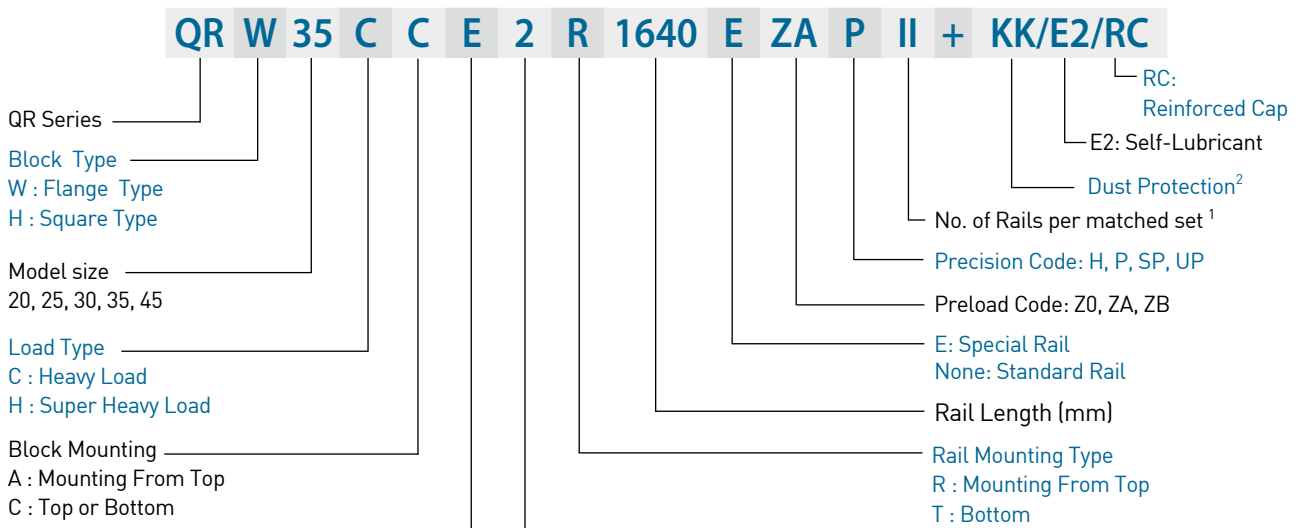 QR W 35 C C E 2 R 1640 E ZA P II + KK/E2/RC
QR Series
Block Type
W : Flange Type
H : Square Type
Model size
20, 25, 30, 35, 45
Load Type
C : Heavy Load
H : Super Heavy Load
Block Mounting
A : Mounting From Top
C : Top or Bottom
RC:
Reinforced Cap
E2: Self-Lubricant
Dust Protection²
No. of Rails per matched set ¹
Precision Code: H, P, SP, UP
Preload Code: Z0, ZA, ZB
E: Special Rail
None: Standard Rail
Rail Length (mm)
Rail Mounting Type
R : Mounting From Top
T : Bottom